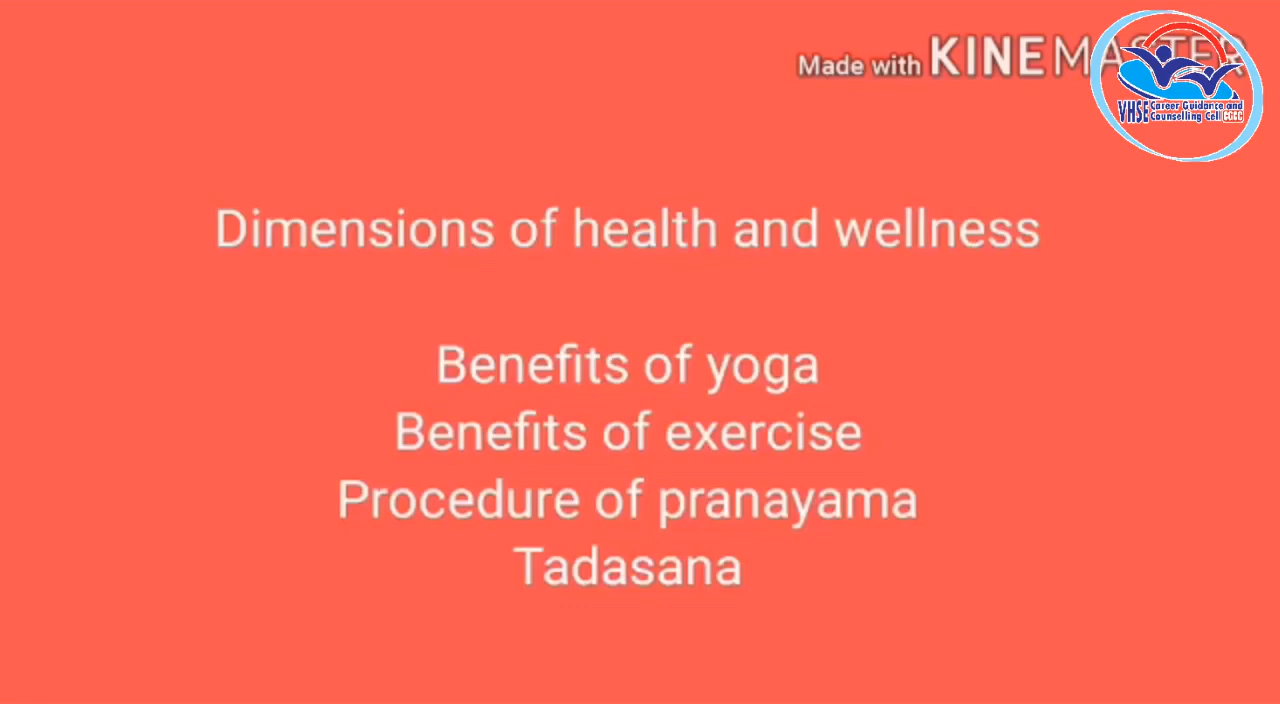 Made with KINEMASTER
VHSE Career Guidance and
Counselling Cell CGCC
Dimensions of health and wellness
Benefits of yoga
Benefits of exercise
Procedure of pranayama
Tadasana